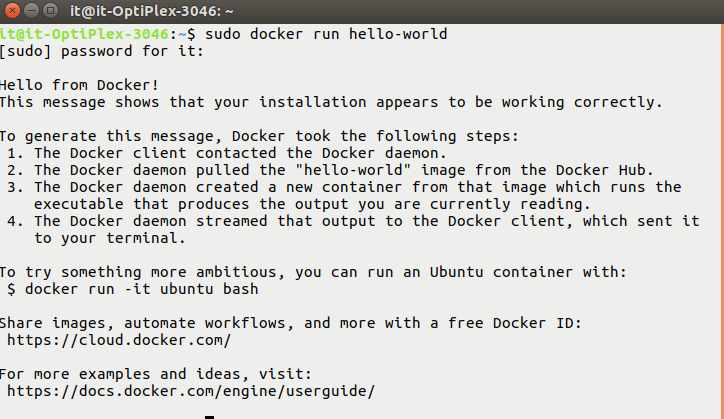 it@it-OptiPlex-3046: ~
it@it-OptiPlex-3046:~$ sudo docker run hello-world
[sudo] password for it:
Hello from Docker!
This message shows that your installation appears to be working correctly.
To generate this message, Docker took the following steps:
1. The Docker client contacted the Docker daemon.
2. The Docker daemon pulled the "hello-world" image from the Docker Hub.
3. The Docker daemon created a new container from that image which runs the
executable that produces the output you are currently reading.
4. The Docker daemon streamed that output to the Docker client, which sent it
to your terminal.
To try something more ambitious, you can run an Ubuntu container with:
$ docker run -it ubuntu bash
Share images, automate workflows, and more with a free Docker ID:
https://cloud.docker.com/
For more examples and ideas, visit:
https://docs.docker.com/engine/userguide/